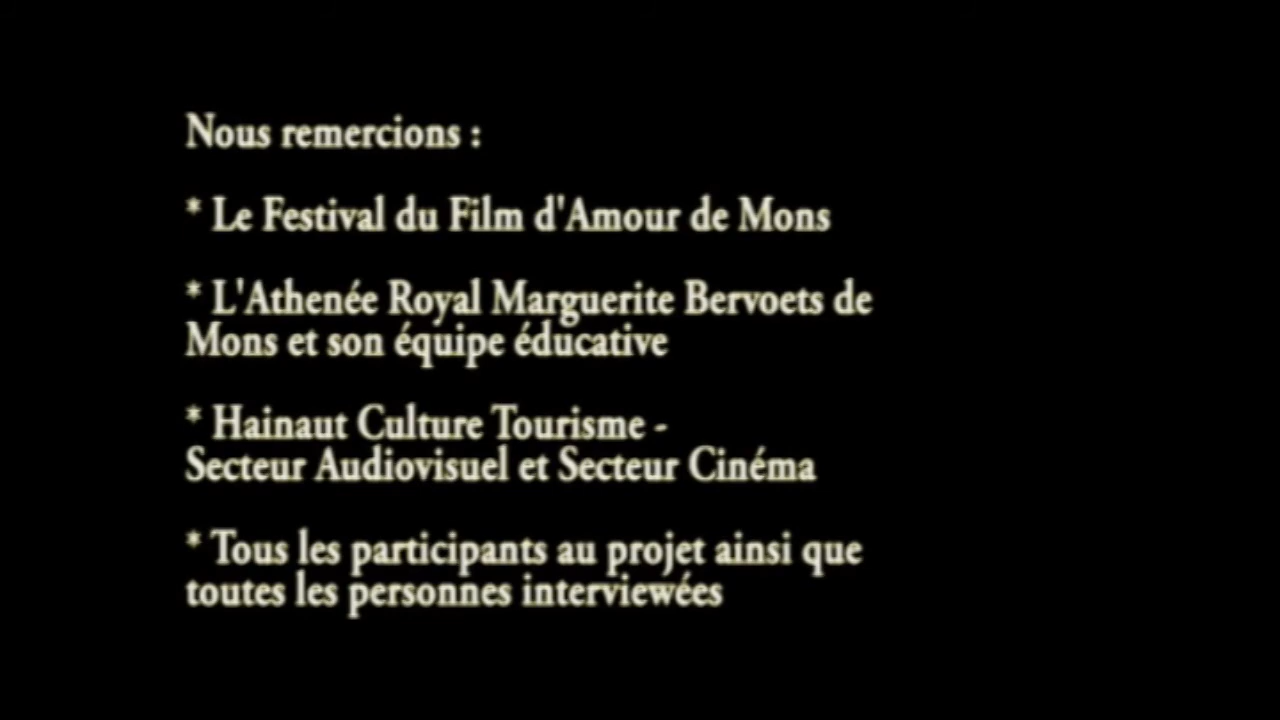 Nous remercions :
* Le Festival du Film d'Amour de Mons
* L'Athenée Royal Marguerite Bervoets de
Mons et son équipe éducative
* Hainaut Culture Tourisme -
Secteur Audiovisuel et Secteur Cinéma
* Tous les participants au projet ainsi que
toutes les personnes interviewées